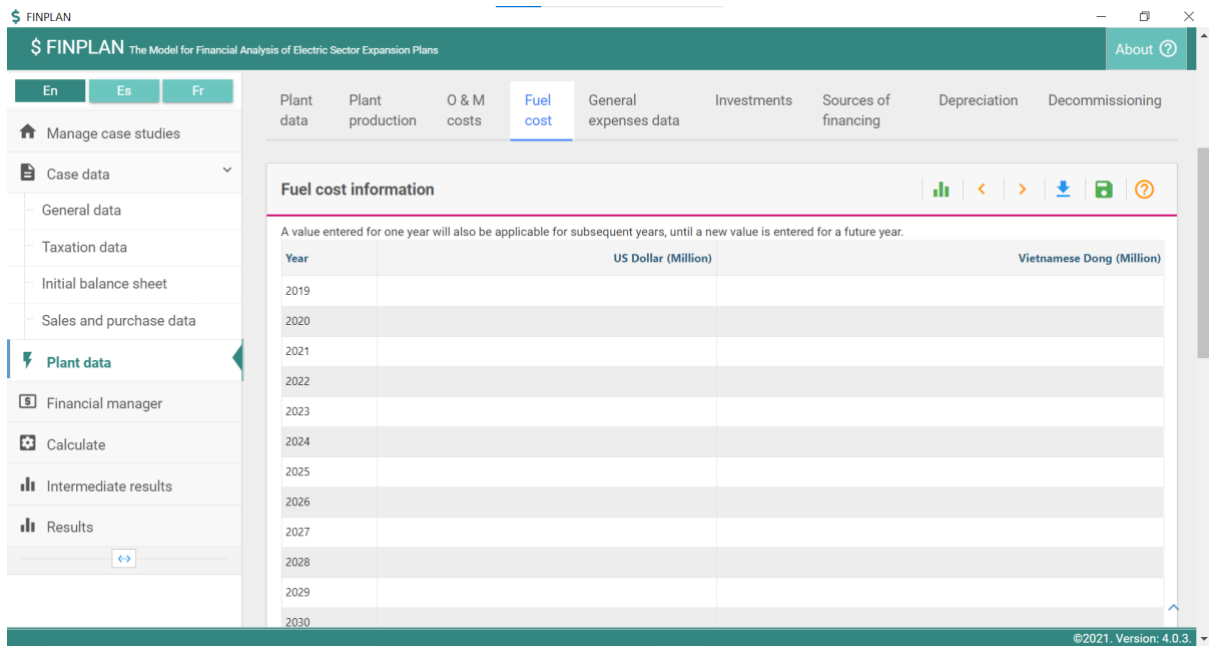 $ FINPLAN
$ FINPLAN The Model for Financial Analysis of Electric Sector Expansion Plans
About ?
En Es Fr
Manage case studies
Case data
General data
Taxation data
Initial balance sheet
Sales and purchase data
Plant data
Financial manager
Calculate
Intermediate results
Results
Plant data
Plant production
O & M costs
Fuel cost
General expenses data
Investments
Sources of financing
Depreciation
Decommissioning
Fuel cost information
A value entered for one year will also be applicable for subsequent years, until a new value is entered for a future year.
Year US Dollar (Million) Vietnamese Dong (Million)
2019
2020
2021
2022
2023
2024
2025
2026
2027
2028
2029
2030
©2021. Version: 4.0.3.